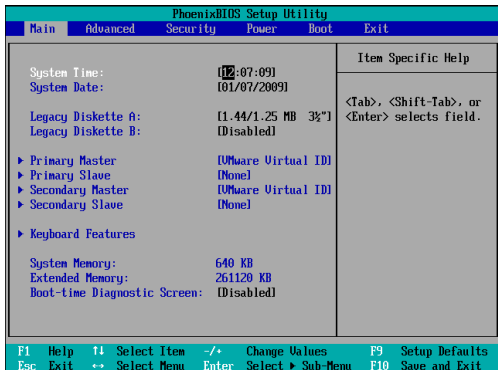 PhoenixBIOS Setup Utility
Main Advanced Security Power Boot Exit
Item Specific Help
System Time: [12:07:09]
System Date: [01/07/2009]
<Tab>, <Shift-Tab>, or
<Enter> selects field.
Legacy Diskette A: [1.44/1.25 MB 3½"]
Legacy Diskette B: [Disabled]
▶ Primary Master [VMware Virtual ID]
▶ Primary Slave [None]
▶ Secondary Master [VMware Virtual ID]
▶ Secondary Slave [None]
▶ Keyboard Features
System Memory: 640 KB
Extended Memory: 261120 KB
Boot-time Diagnostic Screen: [Disabled]
F1 Help ↑↓ Select Item -/+ Change Values F9 Setup Defaults
Esc Exit ↔ Select Menu Enter Select ▶ Sub-Menu F10 Save and Exit